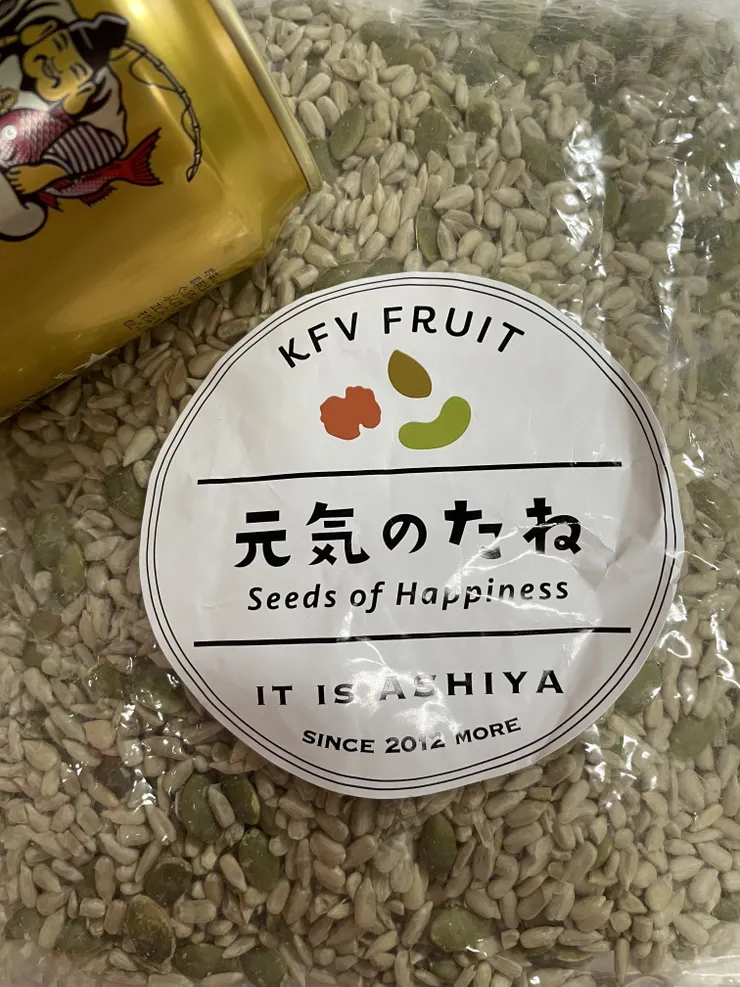 KFV FRUIT
元気のたね
Seeds of Happiness
IT IS ASHIYA
SINCE 2012 MORE